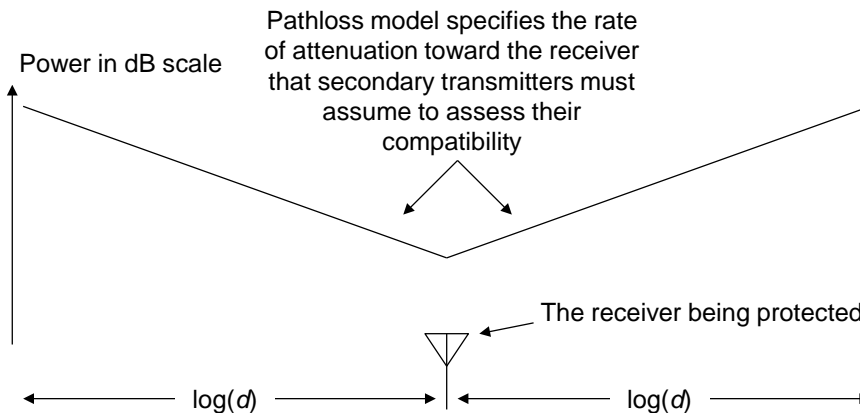 Pathloss model specifies the rate
of attenuation toward the receiver
that secondary transmitters must
assume to assess their
compatibility
Power in dB scale
The receiver being protected
log(d)
log(d)